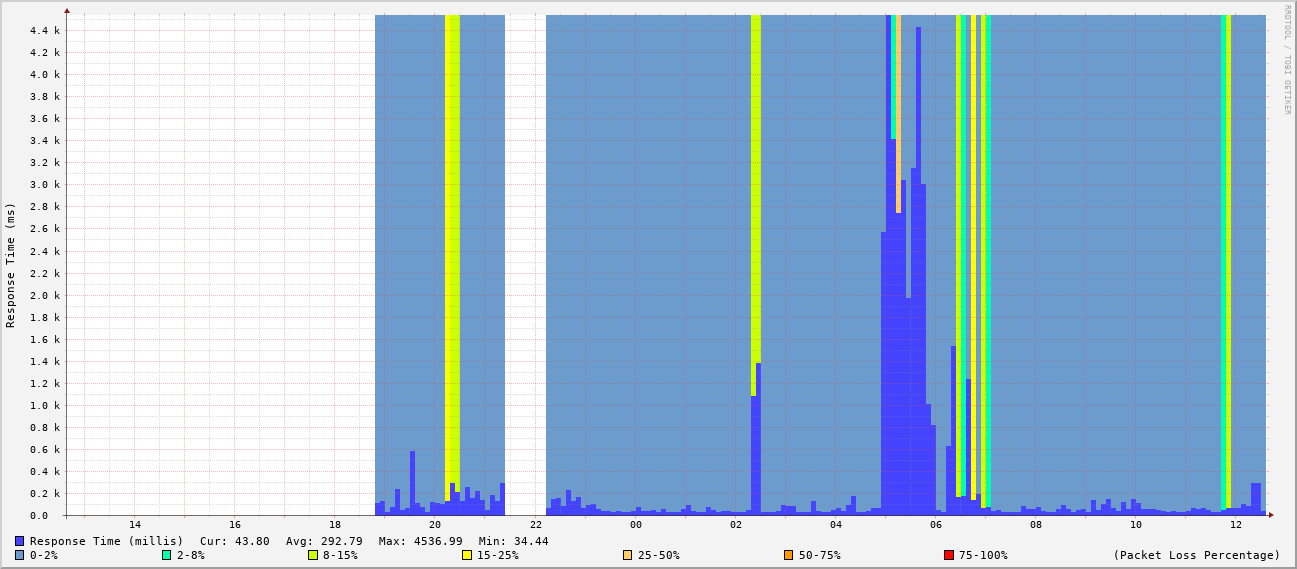 RRDTOOL / TOBI OETIKER
Response Time (ms)
4.4 k
4.2 k
4.0 k
3.8 k
3.6 k
3.4 k
3.2 k
3.0 k
2.8 k
2.6 k
2.4 k
2.2 k
2.0 k
1.8 k
1.6 k
1.4 k
1.2 k
1.0 k
0.8 k
0.6 k
0.4 k
0.2 k
0.0
14 16 18 20 22 00 02 04 06 08 10 12
Response Time (millis) Cur: 43.80 Avg: 292.79 Max: 4536.99 Min: 34.44
0-2% 2-8% 8-15% 15-25% 25-50% 50-75% 75-100% (Packet Loss Percentage)